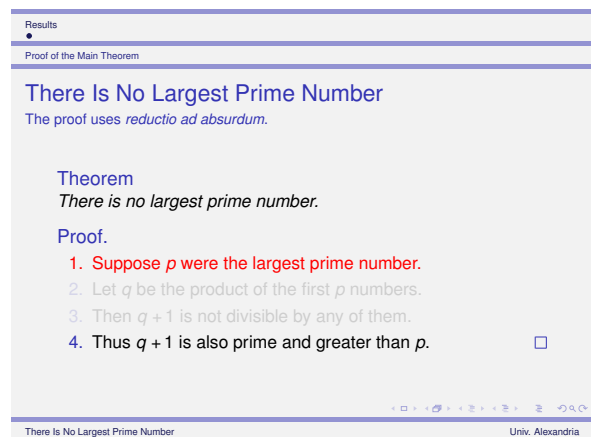 Results
Proof of the Main Theorem
There Is No Largest Prime Number
The proof uses reductio ad absurdum.
Theorem
There is no largest prime number.
Proof.
1. Suppose p were the largest prime number.
2. Let q be the product of the first p numbers.
3. Then q + 1 is not divisible by any of them.
4. Thus q + 1 is also prime and greater than p.
There Is No Largest Prime Number
Univ. Alexandria